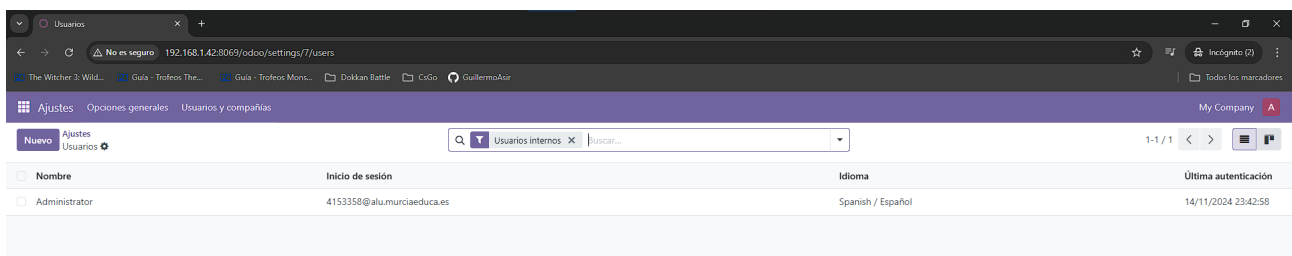 Usuarios
No es seguro 192.168.1.42:8069/odoo/settings/7/users Incógnito (2)
The Witcher 3: Wild... Guía - Trofeos The... Guía - Trofeos Mons... Dokkan Battle CsGo GuillermoAsir Todos los marcadores
Ajustes Opciones generales Usuarios y compañías My Company A
Nuevo Ajustes Usuarios internos Buscar... 1-1 / 1
Usuarios
Nombre Inicio de sesión Idioma Última autenticación
Administrator 4153358@alu.murciaeduca.es Spanish / Español 14/11/2024 23:42:58